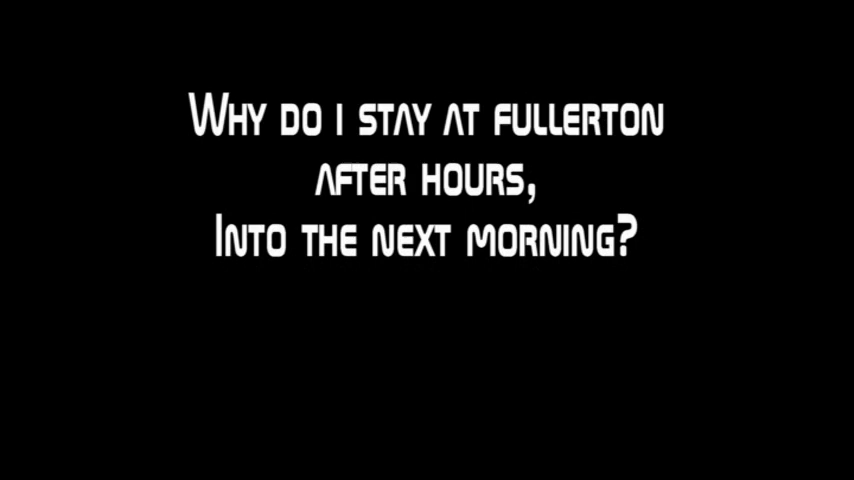 Why do I stay at fullerton
after hours,
Into the next morning?